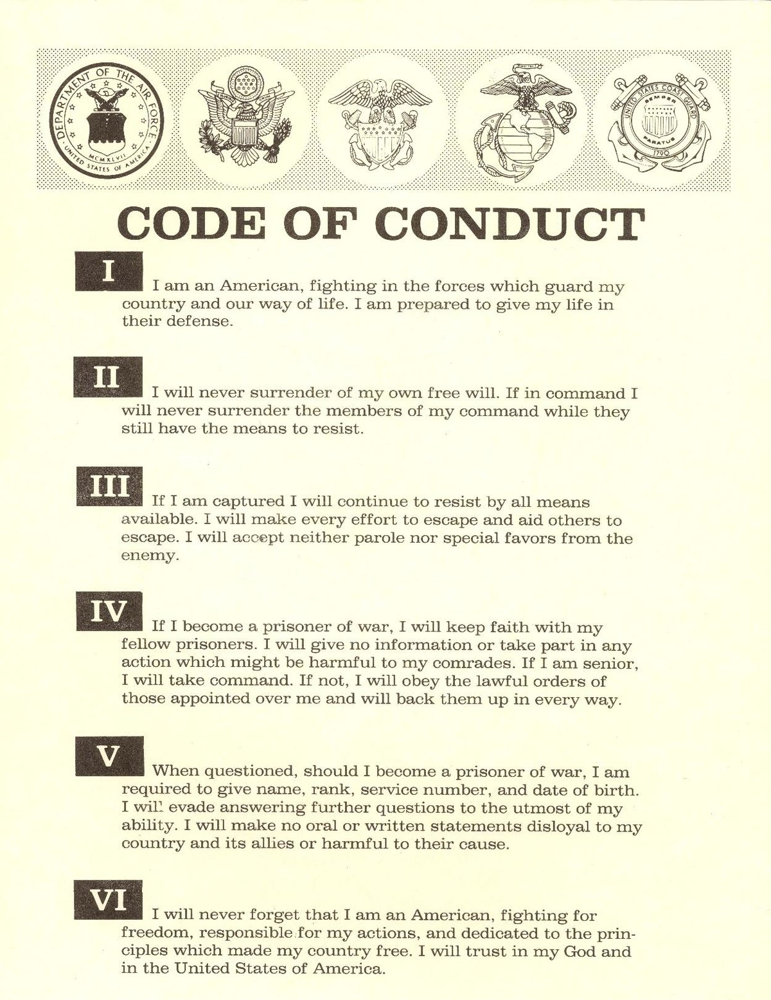 DEPARTMENT OF THE AIR FORCE
MCMXLVII
UNITED STATES OF AMERICA
UNITED STATES COAST GUARD
SEMPER
PARATUS
1790
CODE OF CONDUCT
I
I am an American, fighting in the forces which guard my
country and our way of life. I am prepared to give my life in
their defense.
II
I will never surrender of my own free will. If in command I
will never surrender the members of my command while they
still have the means to resist.
III
If I am captured I will continue to resist by all means
available. I will make every effort to escape and aid others to
escape. I will accept neither parole nor special favors from the
enemy.
IV
If I become a prisoner of war, I will keep faith with my
fellow prisoners. I will give no information or take part in any
action which might be harmful to my comrades. If I am senior,
I will take command. If not, I will obey the lawful orders of
those appointed over me and will back them up in every way.
V
When questioned, should I become a prisoner of war, I am
required to give name, rank, service number, and date of birth.
I will evade answering further questions to the utmost of my
ability. I will make no oral or written statements disloyal to my
country and its allies or harmful to their cause.
VI
I will never forget that I am an American, fighting for
freedom, responsible for my actions, and dedicated to the prin-
ciples which made my country free. I will trust in my God and
in the United States of America.